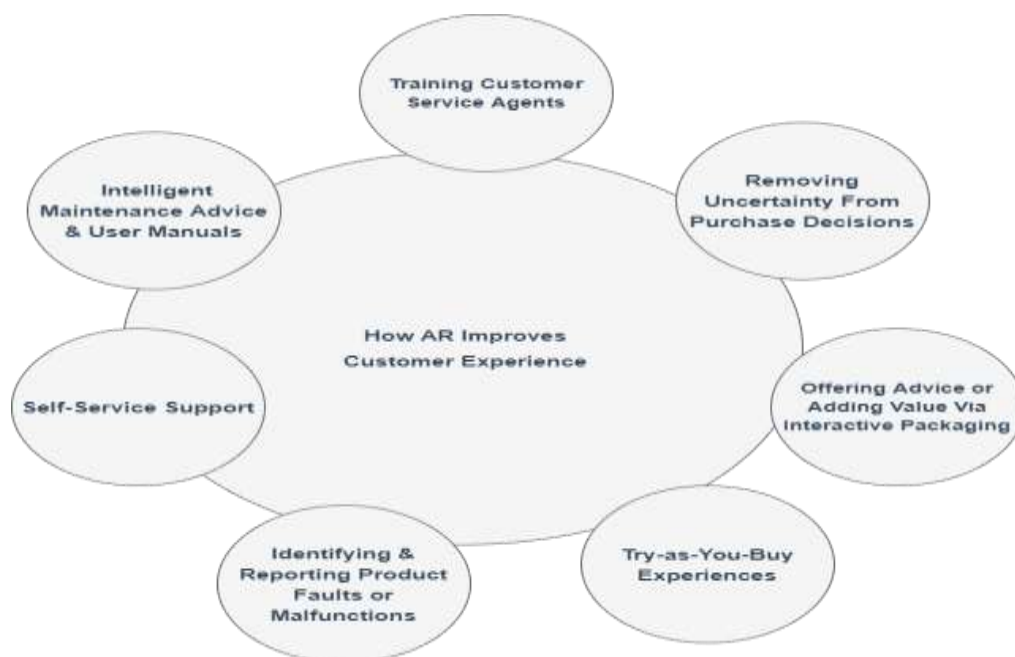 Training Customer
Service Agents
Removing
Uncertainty From
Purchase Decisions
Offering Advice or
Adding Value Via
Interactive Packaging
Try-as-You-Buy
Experiences
Identifying &
Reporting Product
Faults or
Malfunctions
Self-Service Support
Intelligent
Maintenance Advice
& User Manuals
How AR Improves
Customer Experience